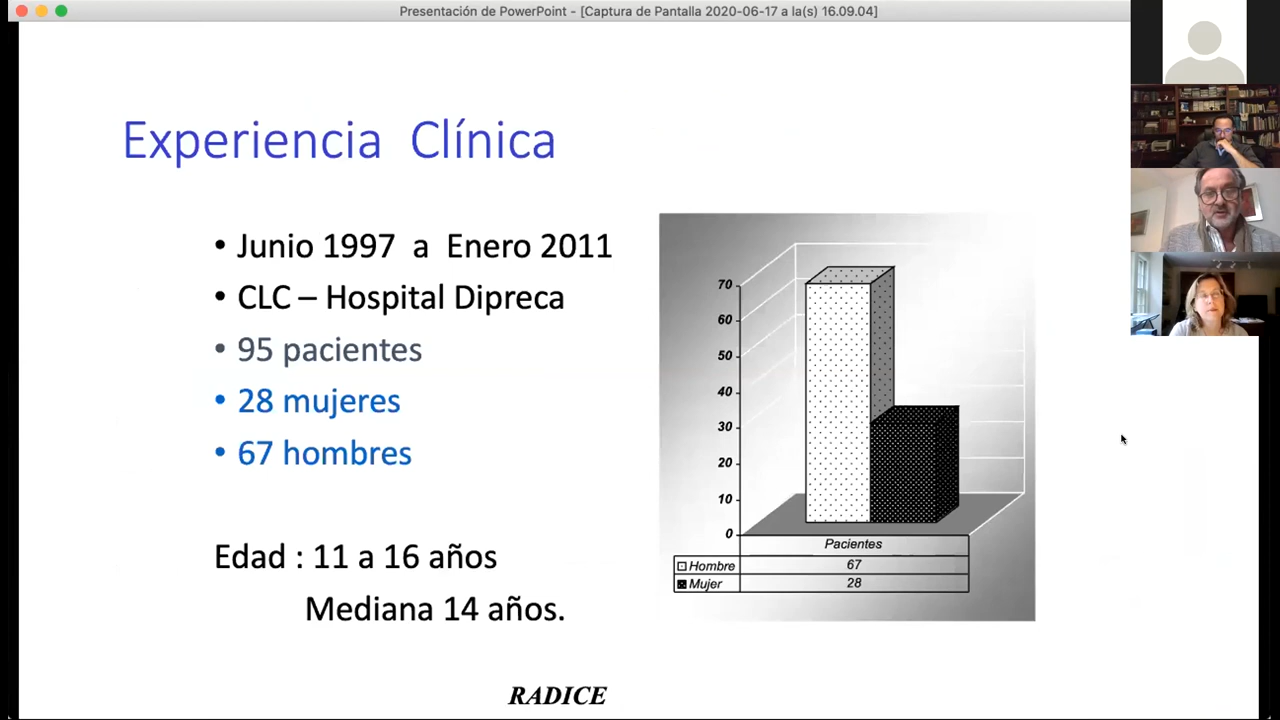 Presentación de PowerPoint - [Captura de Pantalla 2020-06-17 a la(s) 16.09.04]
Experiencia Clínica
• Junio 1997 a Enero 2011
• CLC – Hospital Dipreca
• 95 pacientes
• 28 mujeres
• 67 hombres
Edad : 11 a 16 años
Mediana 14 años.
70
60
50
40
30
20
10
0
Pacientes
Hombre 67
Mujer 28
RADICE